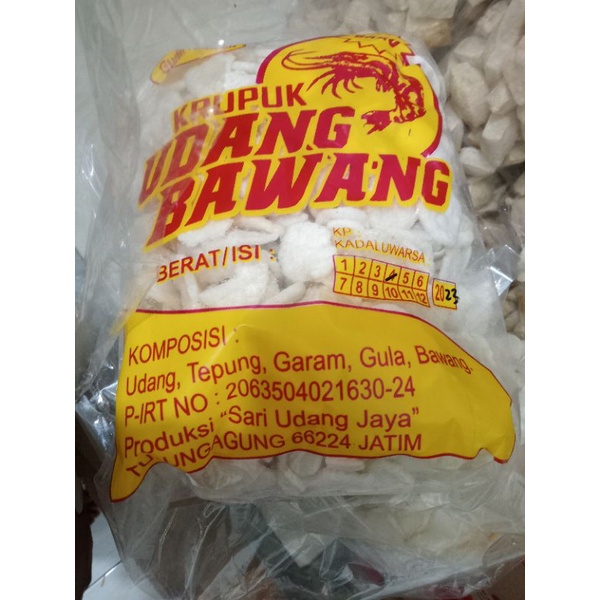 KRUPUK
UDANG
BAWANG
BERAT/ISI :
KADALUWARSA
1 2 3 4 5 6
7 8 9 10 11 12
2023
KOMPOSISI :
Udang, Tepung, Garam, Gula, Bawang.
P-IRT NO : 2063504021630-24
Produksi "Sari Udang Jaya"
TULUNGAGUNG 66224 JATIM